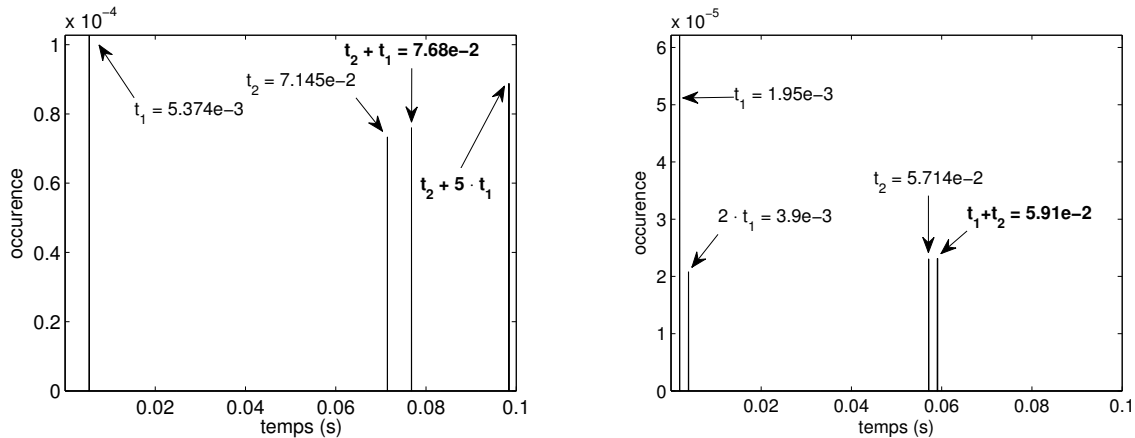 x 10⁻⁴
1
0.8
0.6
0.4
0.2
0
occurence
t₁ = 5.374e−3
t₂ = 7.145e−2
t₂ + t₁ = 7.68e−2
t₂ + 5 · t₁
0.02 0.04 0.06 0.08 0.1
temps (s)
x 10⁻⁵
6
5
4
3
2
1
0
occurence
t₁ = 1.95e−3
2 · t₁ = 3.9e−3
t₂ = 5.714e−2
t₁+t₂ = 5.91e−2
0.02 0.04 0.06 0.08 0.1
temps (s)